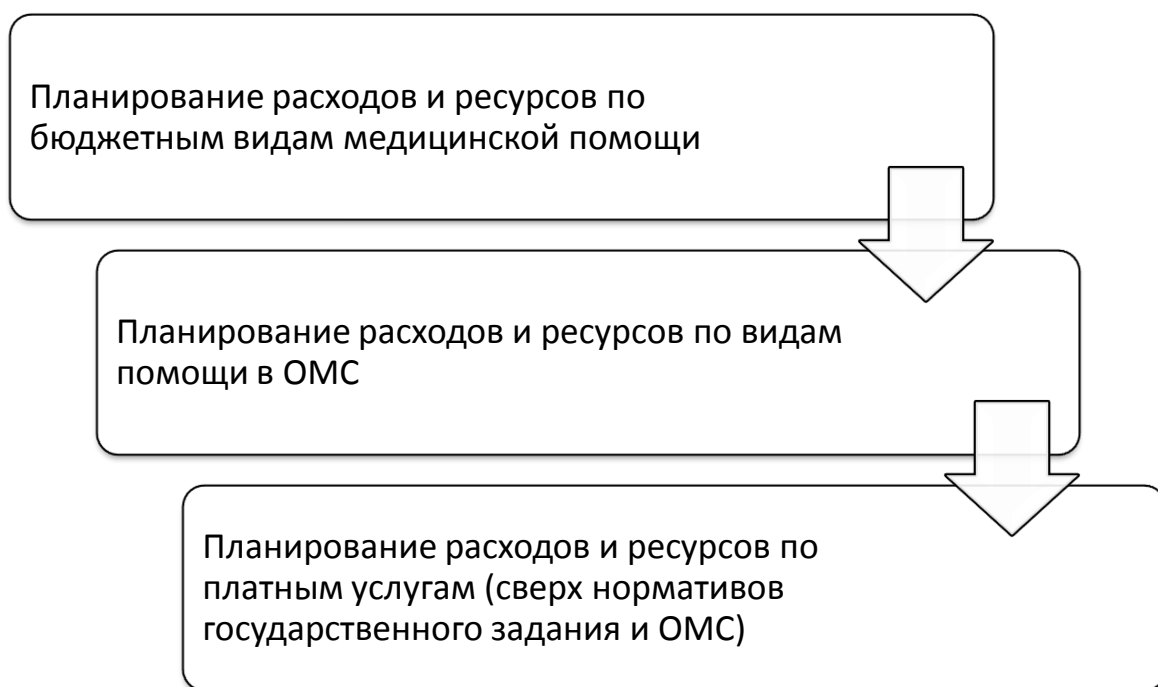 Планирование расходов и ресурсов по
бюджетным видам медицинской помощи
Планирование расходов и ресурсов по видам
помощи в ОМС
Планирование расходов и ресурсов по
платным услугам (сверх нормативов
государственного задания и ОМС)